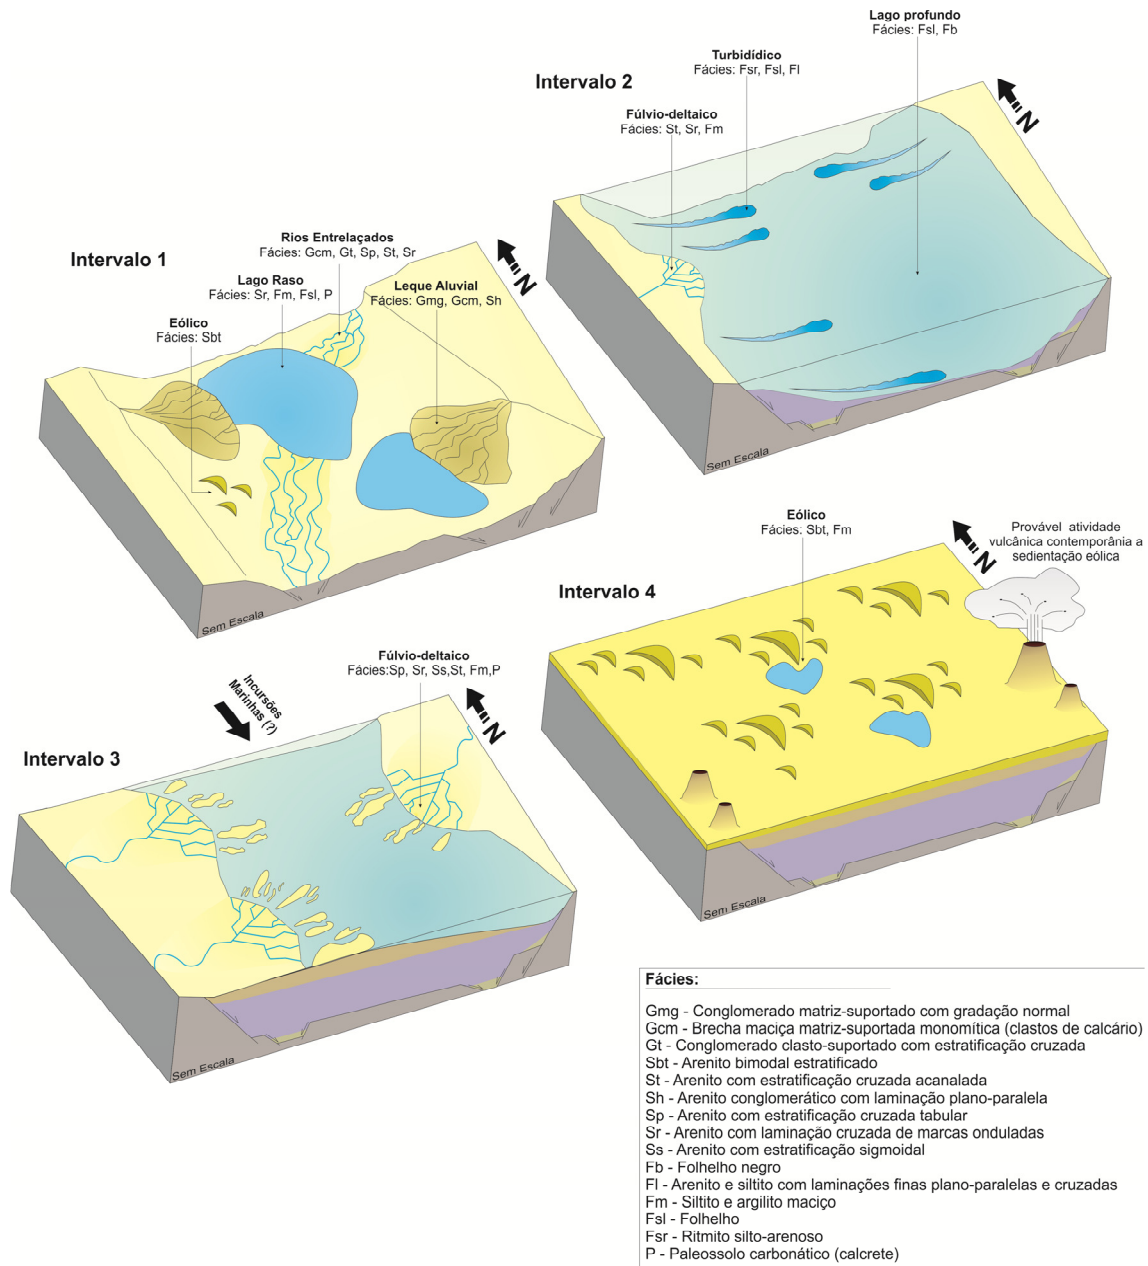 Intervalo 1
Rios Entrelaçados
Fácies: Gcm, Gt, Sp, St, Sr
Lago Raso
Fácies: Sr, Fm, Fsl, P
Leque Aluvial
Fácies: Gmg, Gcm, Sh
Eólico
Fácies: Sbt
N
Sem Escala
Intervalo 2
Lago profundo
Fácies: Fsl, Fb
Turbidídico
Fácies: Fsr, Fsl, Fl
Fúlvio-deltaico
Fácies: St, Sr, Fm
N
Sem Escala
Intervalo 3
Incursões
Marinhas (?)
Fúlvio-deltaico
Fácies:Sp, Sr, Ss,St, Fm,P
N
Sem Escala
Intervalo 4
Eólico
Fácies: Sbt, Fm
N
Provável atividade
vulcânica contemporânia a
sedientação eólica
Sem Escala
Fácies:
Gmg - Conglomerado matriz-suportado com gradação normal
Gcm - Brecha maciça matriz-suportada monomítica (clastos de calcário)
Gt - Conglomerado clasto-suportado com estratificação cruzada
Sbt - Arenito bimodal estratificado
St - Arenito com estratificação cruzada acanalada
Sh - Arenito conglomerático com laminação plano-paralela
Sp - Arenito com estratificação cruzada tabular
Sr - Arenito com laminação cruzada de marcas onduladas
Ss - Arenito com estratificação sigmoidal
Fb - Folhelho negro
Fl - Arenito e siltito com laminações finas plano-paralelas e cruzadas
Fm - Siltito e argilito maciço
Fsl - Folhelho
Fsr - Ritmito silto-arenoso
P - Paleossolo carbonático (calcrete)